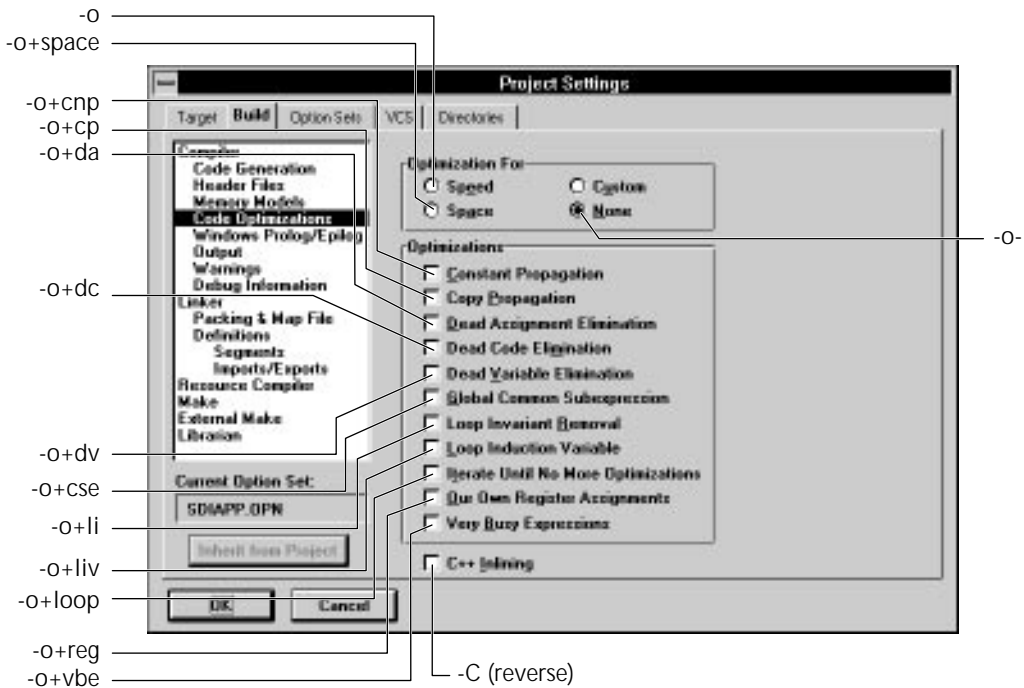 -o
-o+space
Project Settings
-o+cnp
-o+cp
-o+da
Target Build Option Sets VCS Directories
Compiler
Code Generation
Header Files
Memory Models
Code Optimizations
Windows Prolog/Epilog
Output
Warnings
Debug Information
Linker
Packing & Map File
Definitions
Segments
Imports/Exports
Resource Compiler
Make
External Make
Librarian
Optimization For
Speed Custom
Space None
-o-
Optimizations
Constant Propagation
Copy Propagation
Dead Assignment Elimination
Dead Code Elimination
Dead Variable Elimination
Global Common Subexpression
Loop Invariant Removal
Loop Induction Variable
Iterate Until No More Optimizations
Our Own Register Assignments
Very Busy Expressions
C++ Inlining
-o+dc
-o+dv
-o+cse
-o+li
-o+liv
-o+loop
-o+reg
-o+vbe
Current Option Set:
SDIAPP.OPN
Inherit from Project
OK Cancel
-C (reverse)